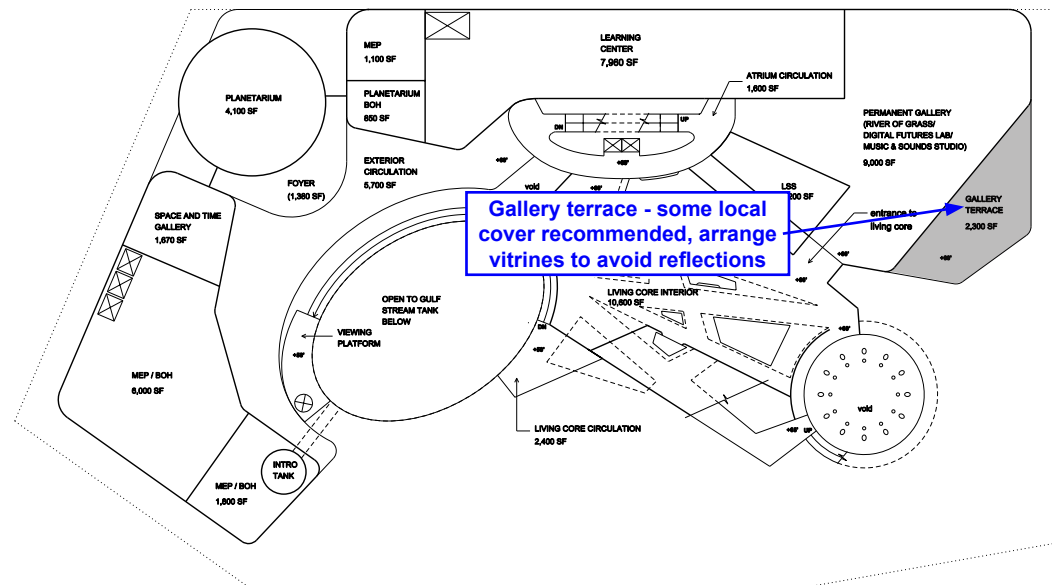 MEP
1,100 SF
LEARNING
CENTER
7,960 SF
ATRIUM CIRCULATION
1,600 SF
PLANETARIUM
4,100 SF
PLANETARIUM
BOH
650 SF
DN
UP
PERMANENT GALLERY
(RIVER OF GRASS/
DIGITAL FUTURES LAB/
MUSIC & SOUNDS STUDIO)
9,000 SF
EXTERIOR
CIRCULATION
5,700 SF
FOYER
(1,360 SF)
void
LSS
200 SF
GALLERY
TERRACE
2,300 SF
SPACE AND TIME
GALLERY
1,670 SF
Gallery terrace - some local
cover recommended, arrange
vitrines to avoid reflections
entrance to
living core
OPEN TO GULF
STREAM TANK
BELOW
LIVING CORE INTERIOR
10,600 SF
VIEWING
PLATFORM
DN
MEP / BOH
6,000 SF
void
UP
LIVING CORE CIRCULATION
2,400 SF
INTRO
TANK
MEP / BOH
1,800 SF